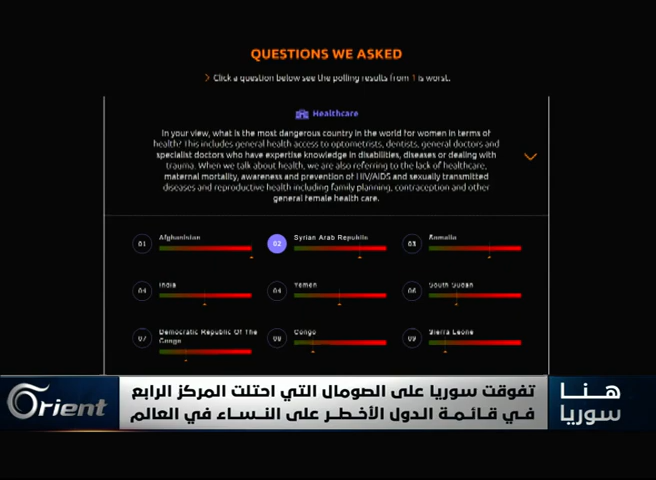 QUESTIONS WE ASKED
Click a question below see the polling results from 1 is worst.
Healthcare
In your view, what is the most dangerous country in the world for women in terms of
health? This includes general health access to optometrists, dentists, general doctors and
specialist doctors who have expertise knowledge in disabilities, diseases or dealing with
trauma. When we talk about health, we are also referring to the lack of healthcare,
maternal mortality, awareness and prevention of HIV/AIDS and sexually transmitted
diseases and reproductive health including family planning, contraception and other
general female health care.
01 Afghanistan
02 Syrian Arab Republic
03 Somalia
04 India
04 Yemen
06 South Sudan
07 Democratic Republic Of The
Congo
08 Congo
09 Sierra Leone
Orient
تفوقت سوريا على الصومال التي احتلت المركز الرابع
في قائمة الدول الأخطر على النساء في العالم
هنا
سوريا